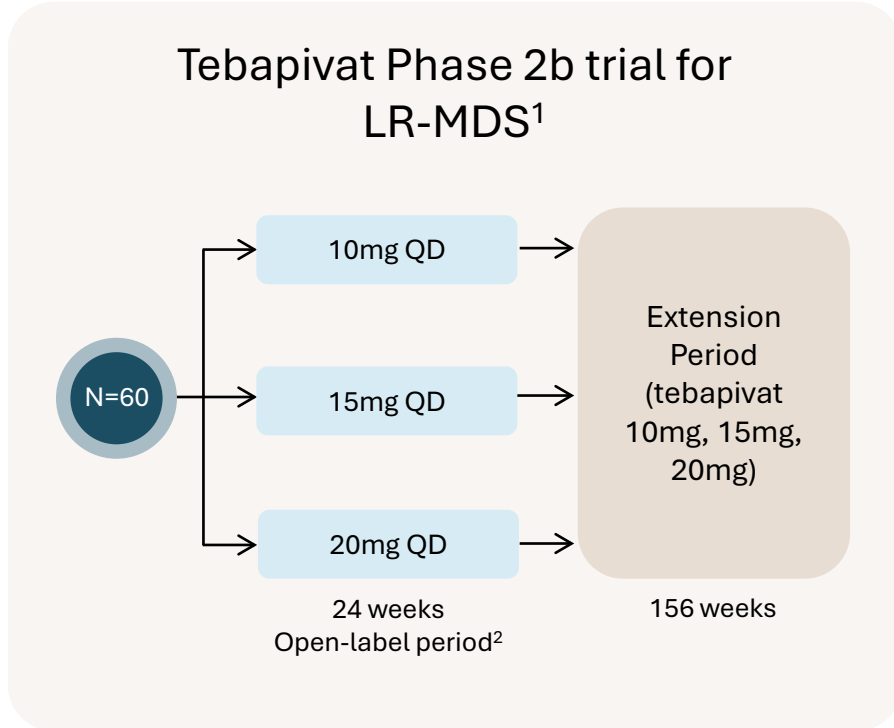 Tebapivat Phase 2b trial for
LR-MDS¹
10mg QD
N=60
15mg QD
20mg QD
Extension
Period
(tebapivat
10mg, 15mg,
20mg)
24 weeks
Open-label period²
156 weeks